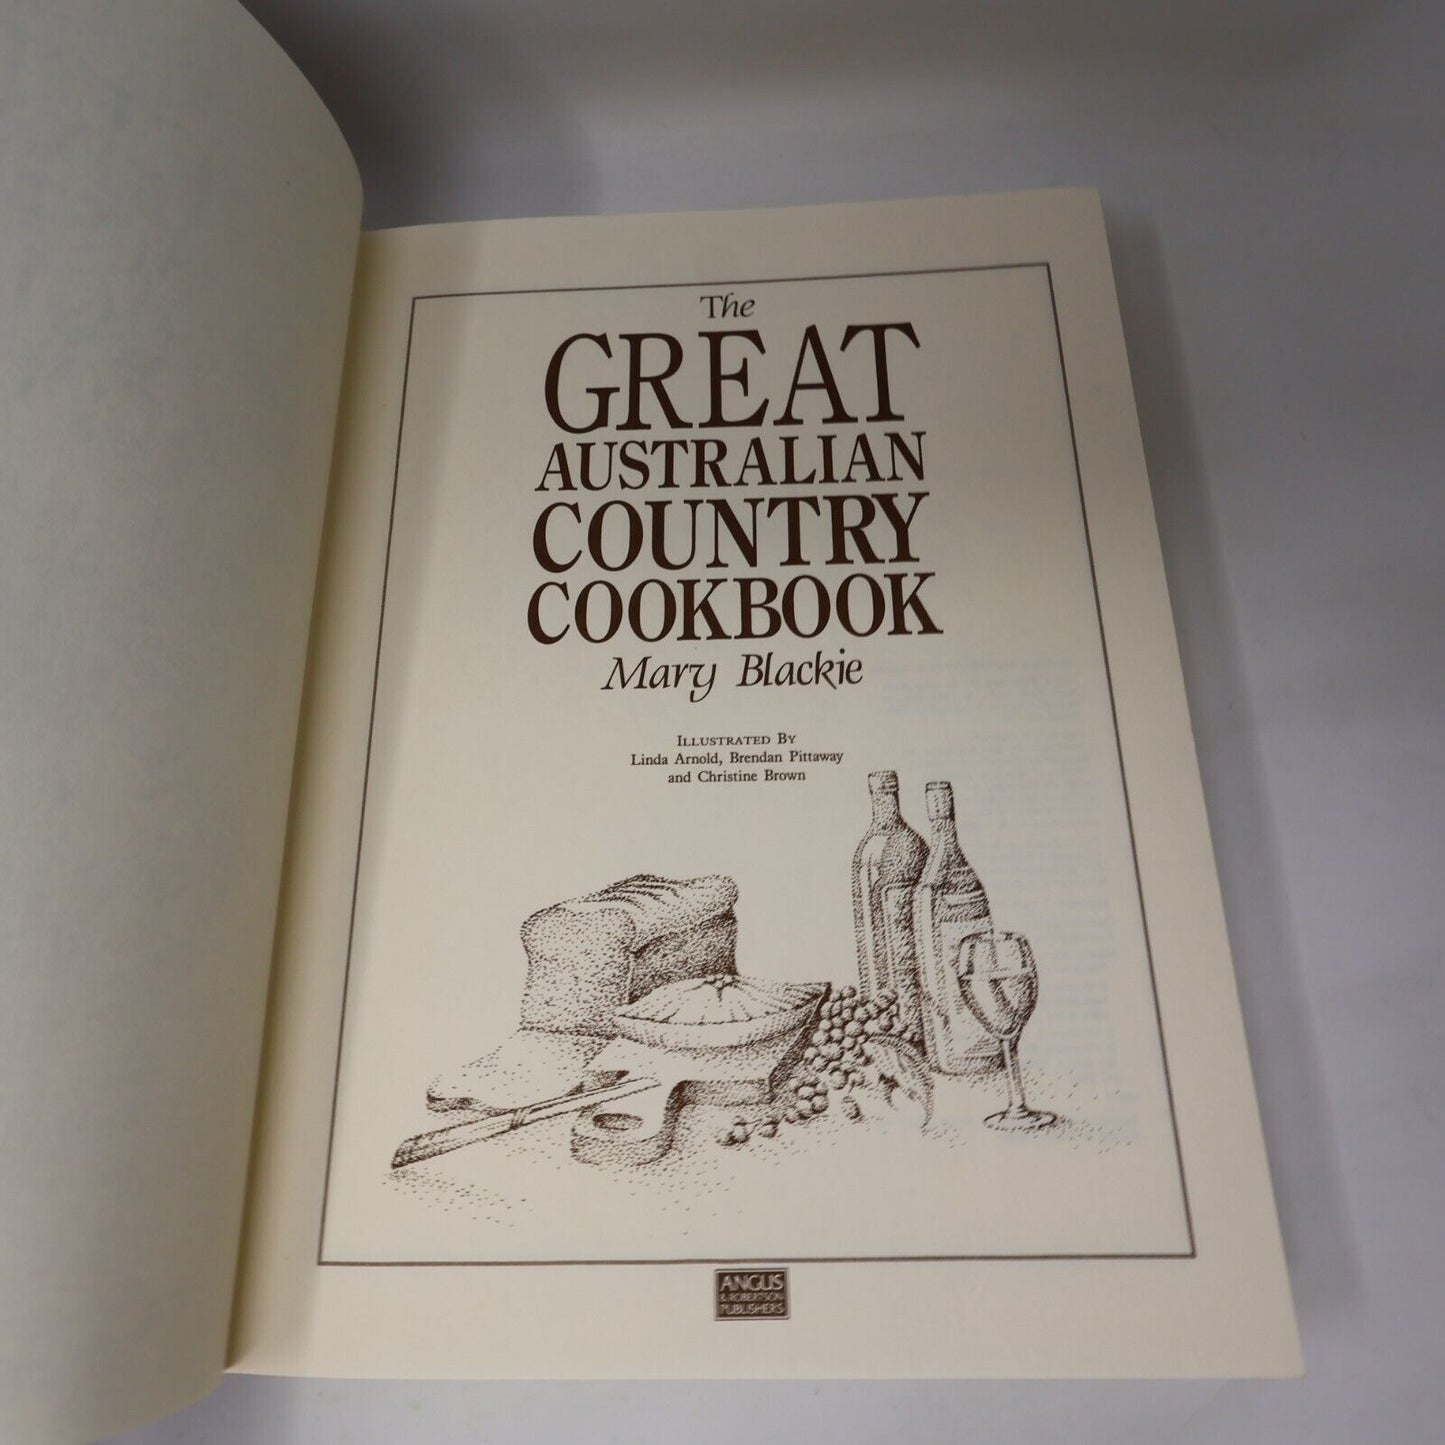 The
GREAT
AUSTRALIAN
COUNTRY
COOKBOOK
Mary Blackie
ILLUSTRATED BY
Linda Arnold, Brendan Pittaway
and Christine Brown
ANGUS
& ROBERTSON
PUBLISHERS